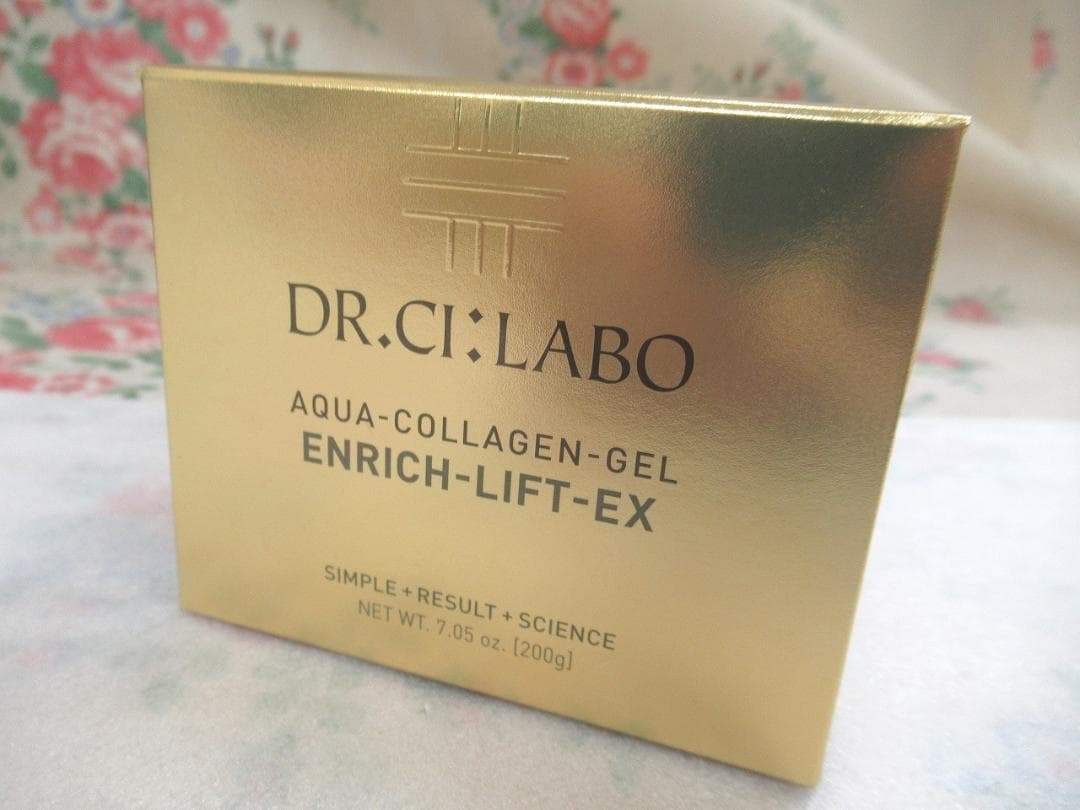 DR.CI:LABO
AQUA-COLLAGEN-GEL
ENRICH-LIFT-EX
SIMPLE+RESULT+SCIENCE
NET WT. 7.05 oz. [200g]